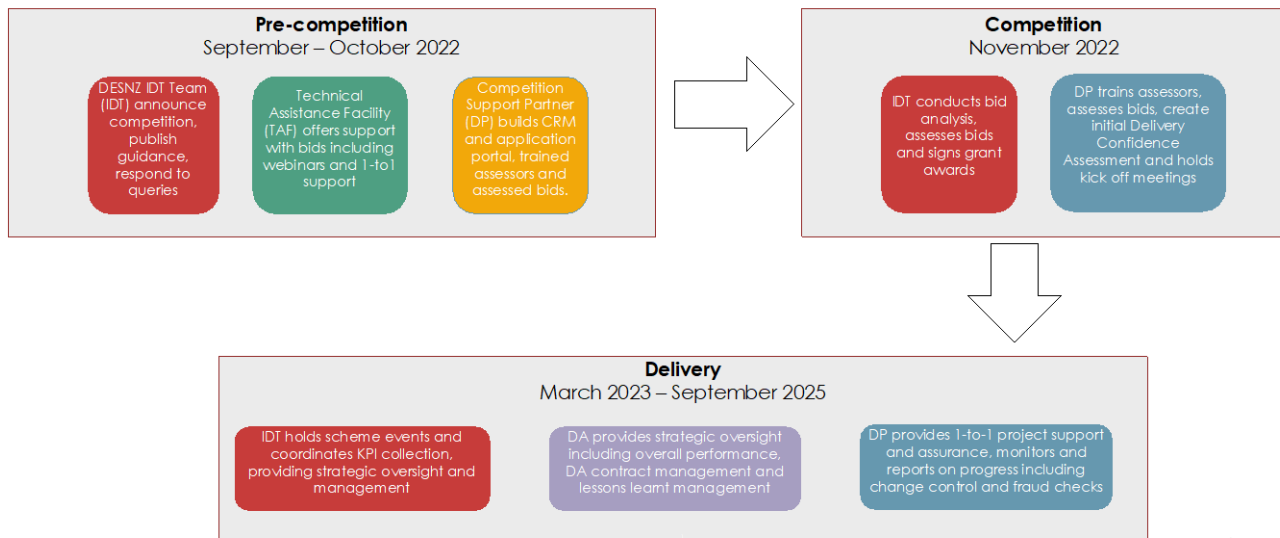 Pre-competition
September – October 2022
DESNZ IDT Team
(IDT) announce
competition,
publish
guidance,
respond to
queries
Technical
Assistance Facility
(TAF) offers support
with bids including
webinars and 1-to1
support
Competition
Support Partner
(DP) builds CRM
and application
portal, trained
assessors and
assessed bids.
Competition
November 2022
IDT conducts bid
analysis,
assesses bids
and signs grant
awards
DP trains assessors,
assesses bids, create
initial Delivery
Confidence
Assessment and holds
kick off meetings
Delivery
March 2023 – September 2025
IDT holds scheme events and
coordinates KPI collection,
providing strategic oversight and
management
DA provides strategic oversight
including overall performance,
DA contract management and
lessons learnt management
DP provides 1-to-1 project support
and assurance, monitors and
reports on progress including
change control and fraud checks